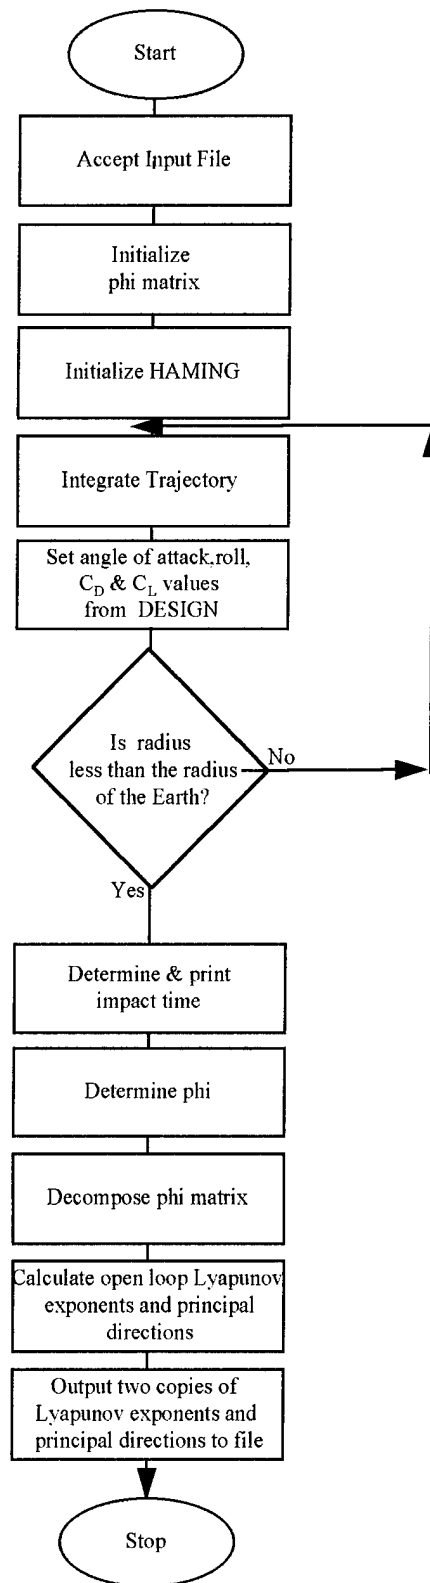 Start
Accept Input File
Initialize
phi matrix
Initialize HAMING
Integrate Trajectory
Set angle of attack,roll,
C_D & C_L values
from DESIGN
Is radius
less than the radius
of the Earth?
No
Yes
Determine & print
impact time
Determine phi
Decompose phi matrix
Calculate open loop Lyapunov
exponents and principal
directions
Output two copies of
Lyapunov exponents and
principal directions to file
Stop